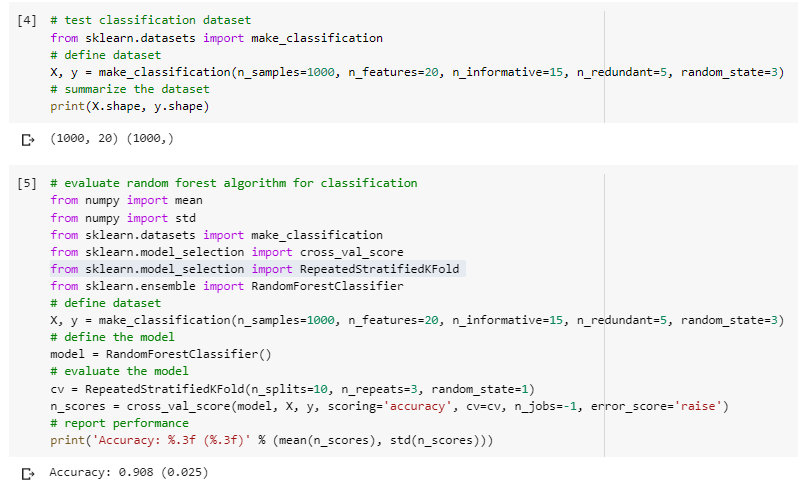 [4] # test classification dataset
from sklearn.datasets import make_classification
# define dataset
X, y = make_classification(n_samples=1000, n_features=20, n_informative=15, n_redundant=5, random_state=3)
# summarize the dataset
print(X.shape, y.shape)
(1000, 20) (1000,)
[5] # evaluate random forest algorithm for classification
from numpy import mean
from numpy import std
from sklearn.datasets import make_classification
from sklearn.model_selection import cross_val_score
from sklearn.model_selection import RepeatedStratifiedKFold
from sklearn.ensemble import RandomForestClassifier
# define dataset
X, y = make_classification(n_samples=1000, n_features=20, n_informative=15, n_redundant=5, random_state=3)
# define the model
model = RandomForestClassifier()
# evaluate the model
cv = RepeatedStratifiedKFold(n_splits=10, n_repeats=3, random_state=1)
n_scores = cross_val_score(model, X, y, scoring='accuracy', cv=cv, n_jobs=-1, error_score='raise')
# report performance
print('Accuracy: %.3f (%.3f)' % (mean(n_scores), std(n_scores)))
Accuracy: 0.908 (0.025)